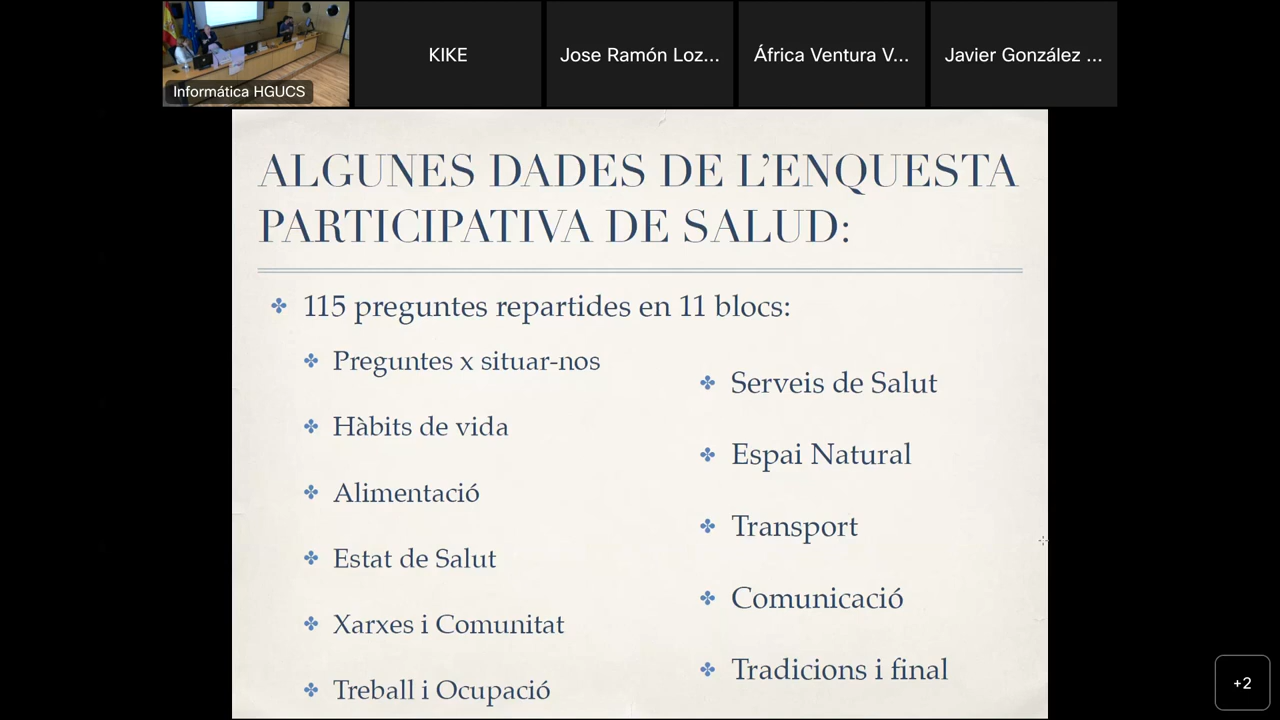 Informática HGUCS
KIKE
Jose Ramón Loz...
África Ventura V...
Javier González ...
ALGUNES DADES DE L’ENQUESTA
PARTICIPATIVA DE SALUD:
115 preguntes repartides en 11 blocs:
Preguntes x situar-nos
Hàbits de vida
Alimentació
Estat de Salut
Xarxes i Comunitat
Treball i Ocupació
Serveis de Salut
Espai Natural
Transport
Comunicació
Tradicions i final
+2